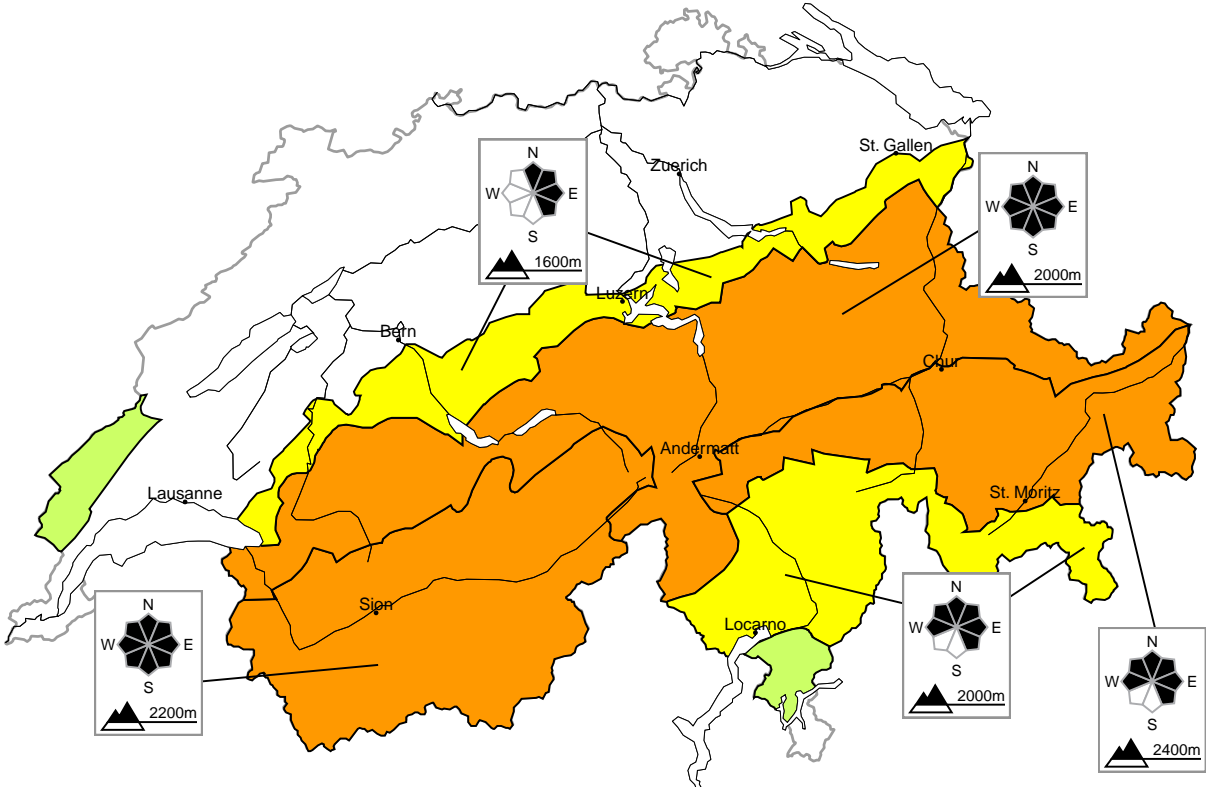 St. Gallen
N
W E
S
1600m
Zuerich
N
W E
S
2000m
Luzern
Bern
Chur
Andermatt
Lausanne
St. Moritz
Sion
N
W E
S
2200m
Locarno
N
W E
S
2000m
N
W E
S
2400m